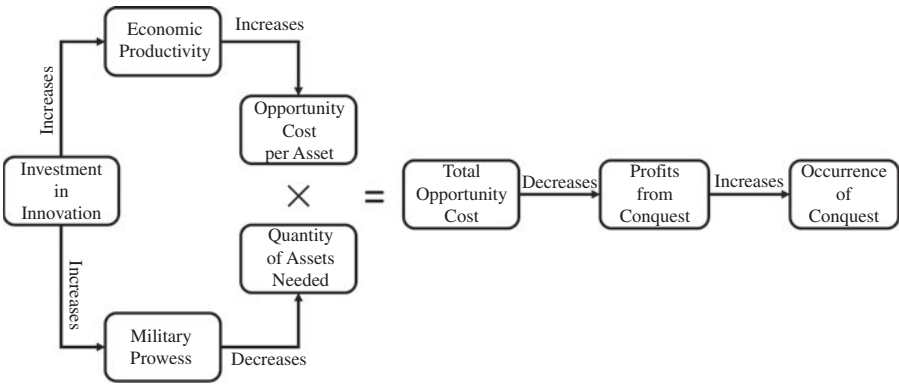 Economic
Productivity
Increases
Increases
Opportunity
Cost
per Asset
Investment
in
Innovation
×
=
Total
Opportunity
Cost
Decreases
Profits
from
Conquest
Increases
Occurrence
of
Conquest
Quantity
of Assets
Needed
Increases
Military
Prowess
Decreases